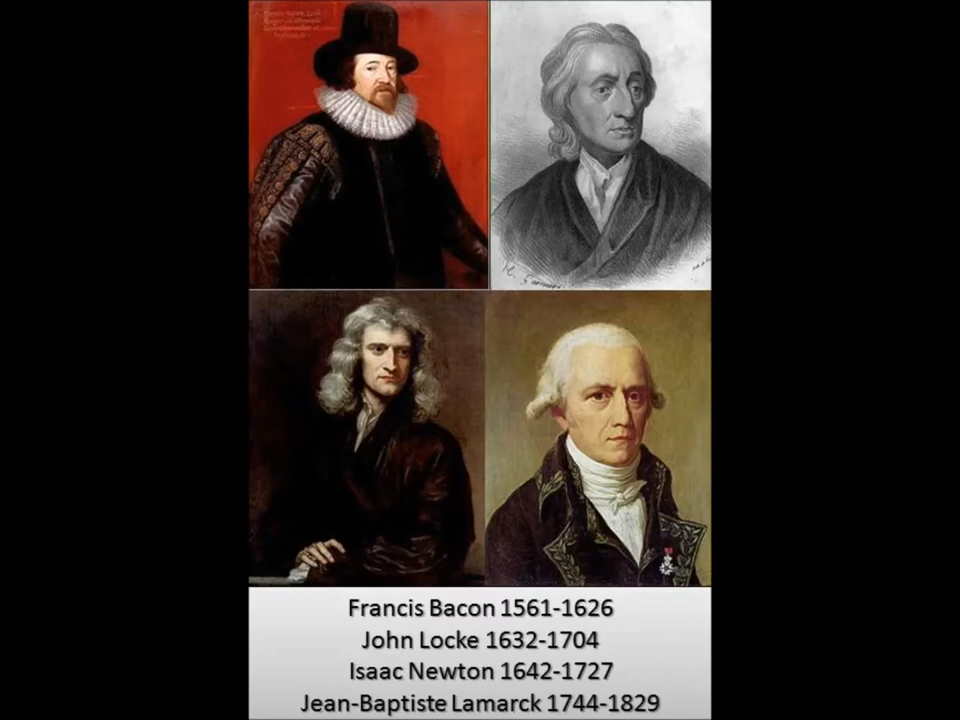 Francis Bacon 1561-1626
John Locke 1632-1704
Isaac Newton 1642-1727
Jean-Baptiste Lamarck 1744-1829